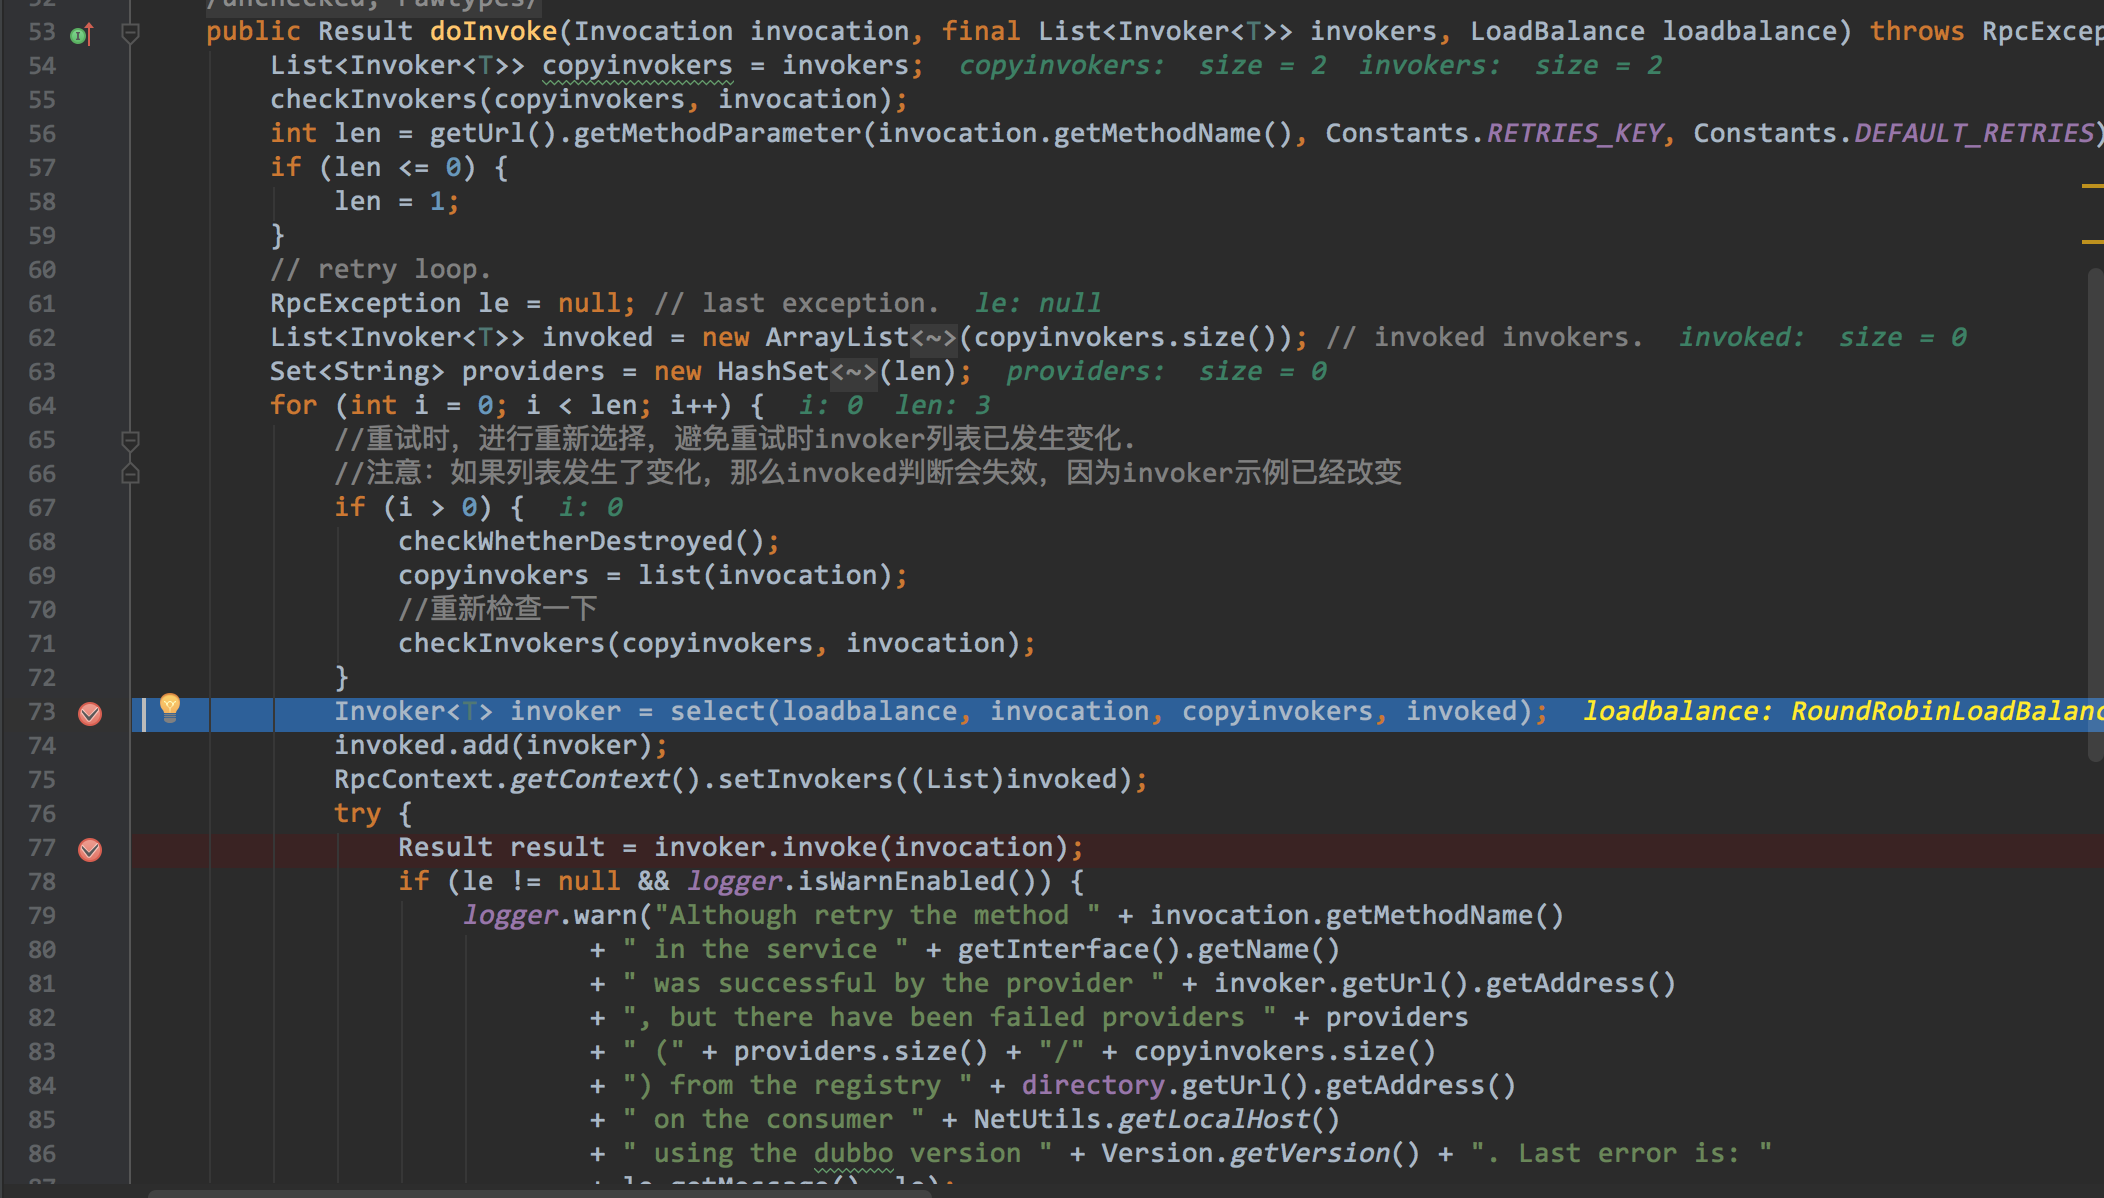 52 /unchecked, rawtypes/
53 public Result doInvoke(Invocation invocation, final List<Invoker<T>> invokers, LoadBalance loadbalance) throws RpcExcep
54 List<Invoker<T>> copyinvokers = invokers; copyinvokers: size = 2 invokers: size = 2
55 checkInvokers(copyinvokers, invocation);
56 int len = getUrl().getMethodParameter(invocation.getMethodName(), Constants.RETRIES_KEY, Constants.DEFAULT_RETRIES)
57 if (len <= 0) {
58 len = 1;
59 }
60 // retry loop.
61 RpcException le = null; // last exception. le: null
62 List<Invoker<T>> invoked = new ArrayList<~>(copyinvokers.size()); // invoked invokers. invoked: size = 0
63 Set<String> providers = new HashSet<~>(len); providers: size = 0
64 for (int i = 0; i < len; i++) { i: 0 len: 3
65 //重试时，进行重新选择，避免重试时invoker列表已发生变化.
66 //注意：如果列表发生了变化，那么invoked判断会失效，因为invoker示例已经改变
67 if (i > 0) { i: 0
68 checkWhetherDestroyed();
69 copyinvokers = list(invocation);
70 //重新检查一下
71 checkInvokers(copyinvokers, invocation);
72 }
73 Invoker<T> invoker = select(loadbalance, invocation, copyinvokers, invoked); loadbalance: RoundRobinLoadBalanc
74 invoked.add(invoker);
75 RpcContext.getContext().setInvokers((List)invoked);
76 try {
77 Result result = invoker.invoke(invocation);
78 if (le != null && logger.isWarnEnabled()) {
79 logger.warn("Although retry the method " + invocation.getMethodName()
80 + " in the service " + getInterface().getName()
81 + " was successful by the provider " + invoker.getUrl().getAddress()
82 + ", but there have been failed providers " + providers
83 + " (" + providers.size() + "/" + copyinvokers.size()
84 + ") from the registry " + directory.getUrl().getAddress()
85 + " on the consumer " + NetUtils.getLocalHost()
86 + " using the dubbo version " + Version.getVersion() + ". Last error is: "
87 + le.getMessage(), le);